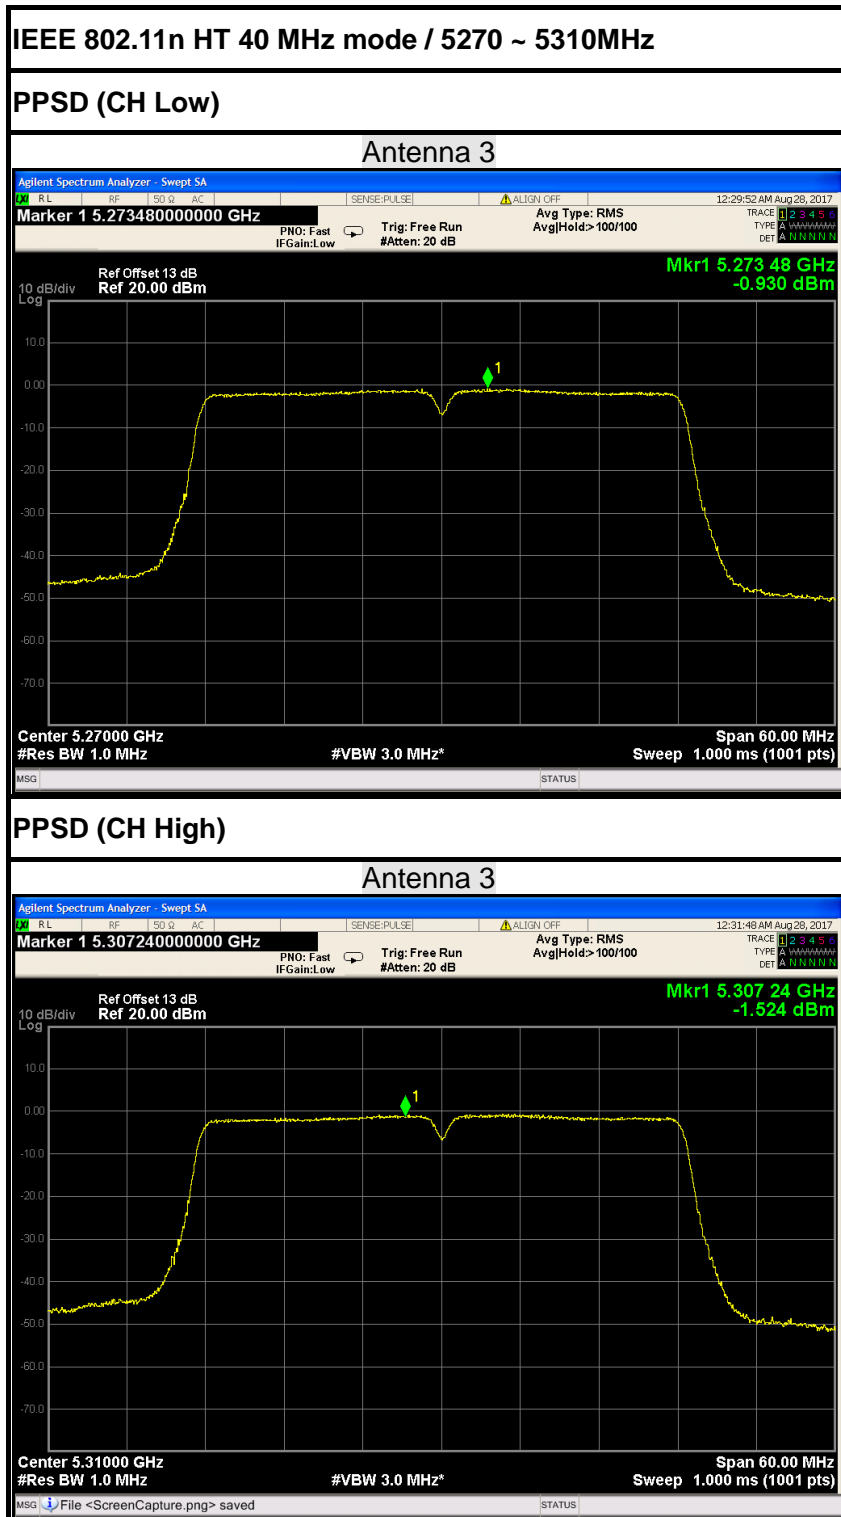 IEEE 802.11n HT 40 MHz mode / 5270 ~ 5310MHz
PPSD (CH Low)
Antenna 3
Agilent Spectrum Analyzer - Swept SA
LXI RL RF 50 Ω AC SENSE:PULSE ALIGN OFF 12:29:52 AM Aug 28, 2017
Marker 1 5.273480000000 GHz
PNO: Fast
IFGain:Low
Trig: Free Run
#Atten: 20 dB
Avg Type: RMS
Avg|Hold:>100/100
TRACE 1 2 3 4 5 6
TYPE A WWWWW
DET A N N N N N
Mkr1 5.273 48 GHz
-0.930 dBm
Ref Offset 13 dB
10 dB/div Ref 20.00 dBm
Log
1
10.0
0.00
-10.0
-20.0
-30.0
-40.0
-50.0
-60.0
-70.0
Center 5.27000 GHz Span 60.00 MHz
#Res BW 1.0 MHz #VBW 3.0 MHz* Sweep 1.000 ms (1001 pts)
MSG STATUS
PPSD (CH High)
Antenna 3
Agilent Spectrum Analyzer - Swept SA
LXI RL RF 50 Ω AC SENSE:PULSE ALIGN OFF 12:31:48 AM Aug 28, 2017
Marker 1 5.307240000000 GHz
PNO: Fast
IFGain:Low
Trig: Free Run
#Atten: 20 dB
Avg Type: RMS
Avg|Hold:>100/100
TRACE 1 2 3 4 5 6
TYPE A WWWWW
DET A N N N N N
Mkr1 5.307 24 GHz
-1.524 dBm
Ref Offset 13 dB
10 dB/div Ref 20.00 dBm
Log
1
10.0
0.00
-10.0
-20.0
-30.0
-40.0
-50.0
-60.0
-70.0
Center 5.31000 GHz Span 60.00 MHz
#Res BW 1.0 MHz #VBW 3.0 MHz* Sweep 1.000 ms (1001 pts)
MSG File <ScreenCapture.png> saved STATUS